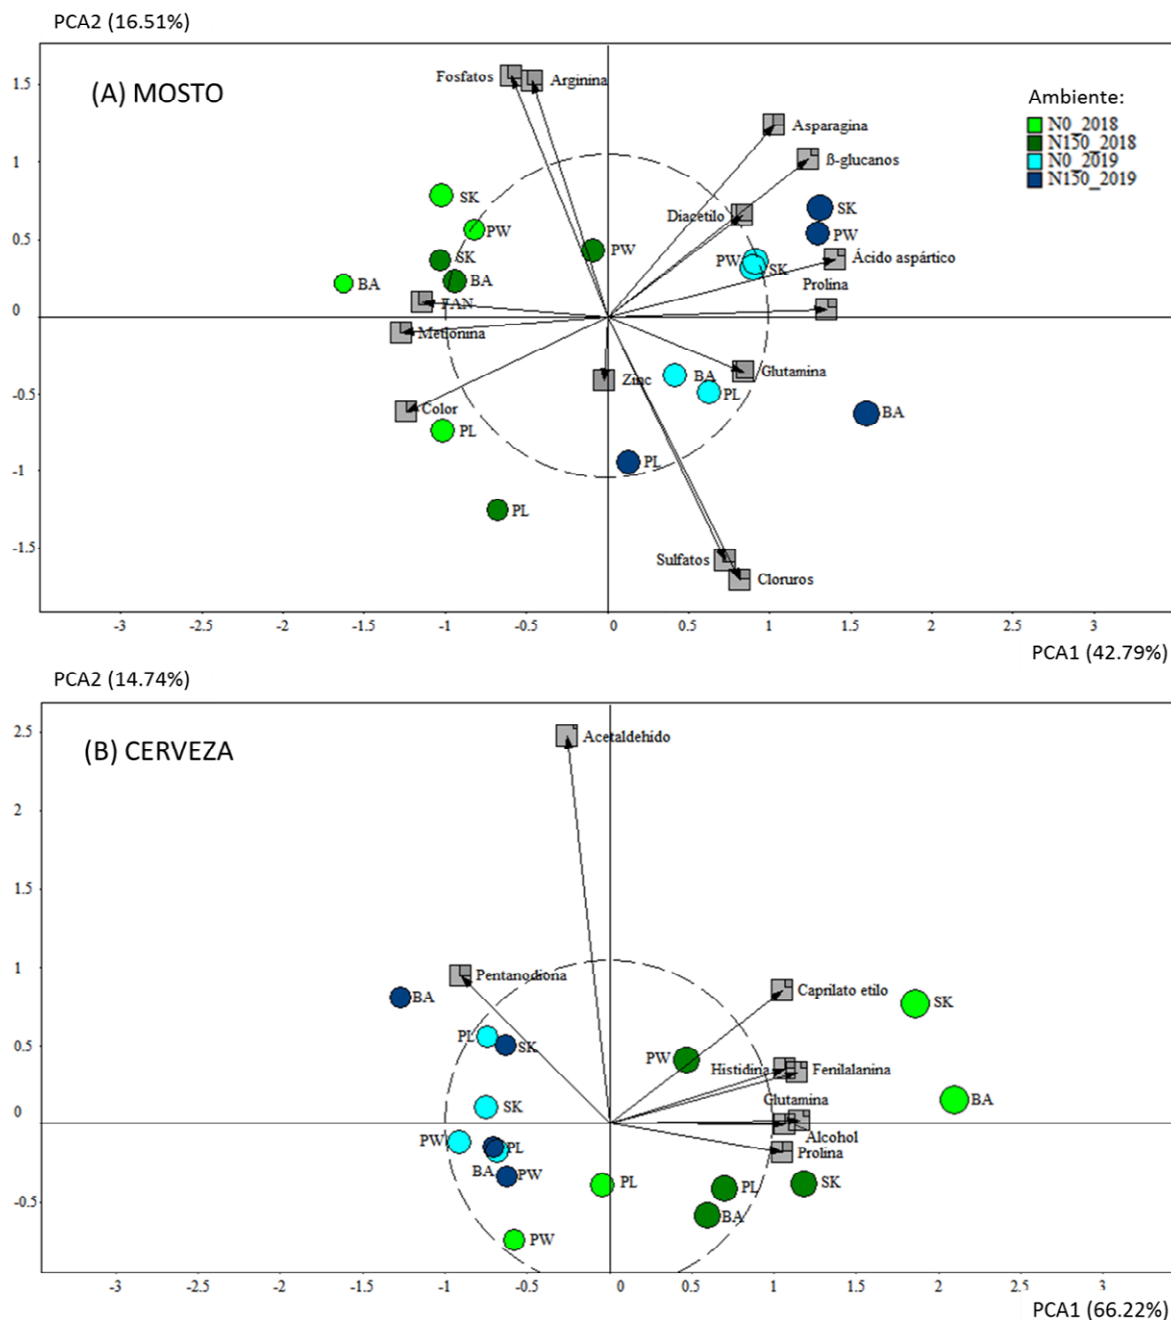 PCA2 (16.51%)
(A) MOSTO
Ambiente:
N0_2018
N150_2018
N0_2019
N150_2019
Fosfatos
Arginina
Asparagina
β-glucanos
Diacetilo
SK
PW
SK
PW
SK
PW
BA
SK
BA
PW
PW
SK
Ácido aspártico
Prolina
FAN
Metionina
Color
Zinc
Glutamina
BA
PL
BA
PL
PL
PL
Sulfatos
Cloruros
1.5
1
0.5
0
-0.5
-1
-1.5
-3 -2.5 -2 -1.5 -1 -0.5 0 0.5 1 1.5 2 2.5 3
PCA1 (42.79%)
PCA2 (14.74%)
(B) CERVEZA
Acetaldehido
Pentanodiona
Caprilato etilo
BA
SK
PL
SK
PW
Histidina
Fenilalanina
BA
SK
Glutamina
Alcohol
Prolina
PW
PL
BA
PW
PL
PL
SK
BA
PW
2.5
2
1.5
1
0.5
0
-0.5
-3 -2.5 -2 -1.5 -1 -0.5 0 0.5 1 1.5 2 2.5 3
PCA1 (66.22%)